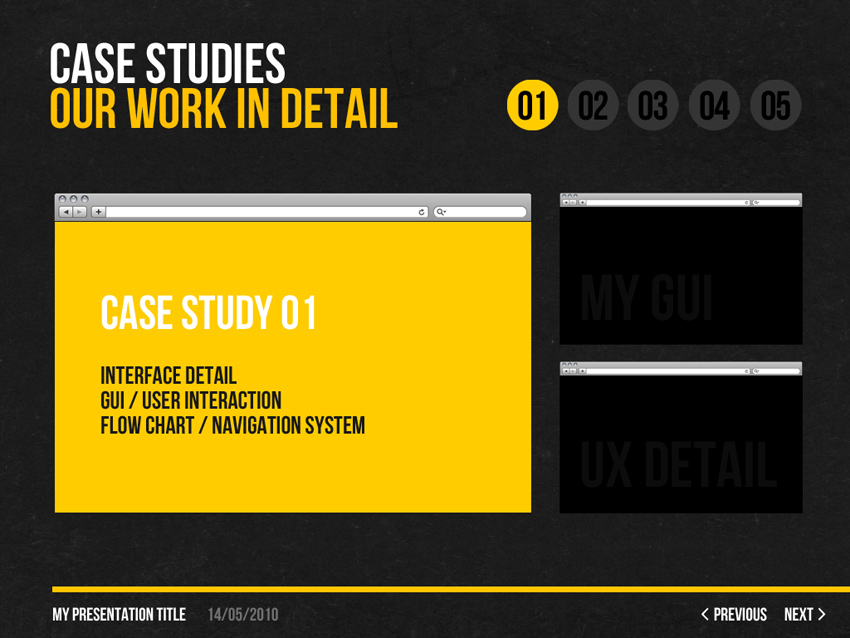 CASE STUDIES
OUR WORK IN DETAIL
01 02 03 04 05
CASE STUDY 01
INTERFACE DETAIL
GUI / USER INTERACTION
FLOW CHART / NAVIGATION SYSTEM
MY GUI
UX DETAIL
MY PRESENTATION TITLE 14/05/2010
PREVIOUS NEXT